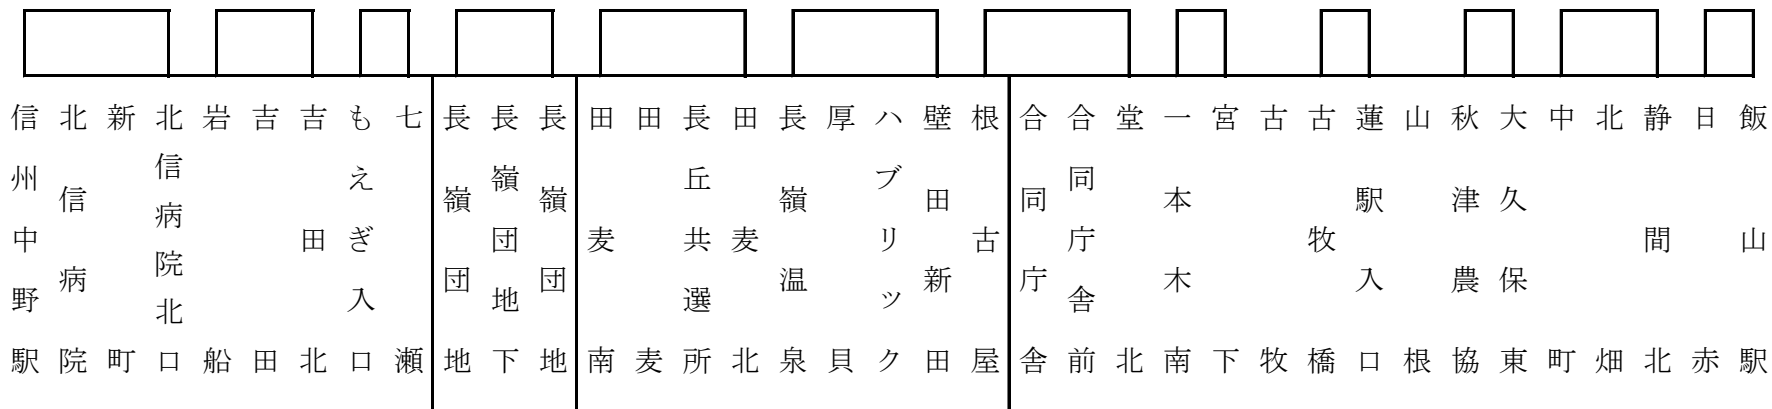 信州中野駅
北信病院
新町
北信病院北口
岩船
吉田
吉田北
もえぎ入口
七瀬
長嶺団地
長嶺団地下
長嶺団地
田麦南
田麦
長丘共選所
田麦北
長嶺温泉
厚貝
ハブリック
壁田新田
根古屋
合同庁舎
合同庁舎前
堂北
一本木南
宮下
古牧
古牧橋
蓮駅入口
山根
秋津農協
大久保東
中町
北畑
静間北
日赤
飯山駅